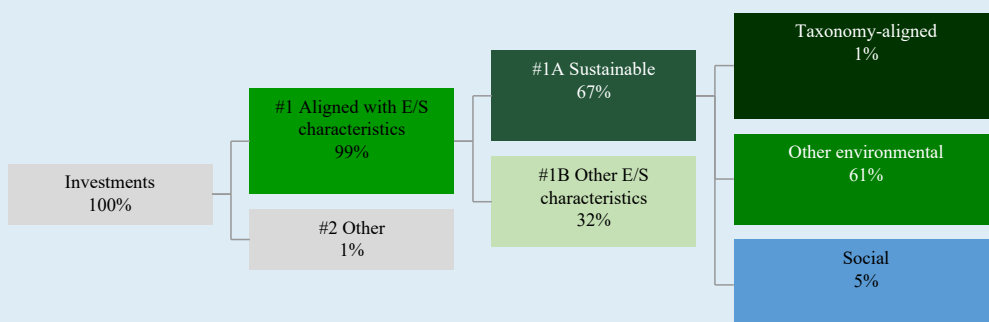 Investments
100%
#1 Aligned with E/S
characteristics
99%
#2 Other
1%
#1A Sustainable
67%
#1B Other E/S
characteristics
32%
Taxonomy-aligned
1%
Other environmental
61%
Social
5%